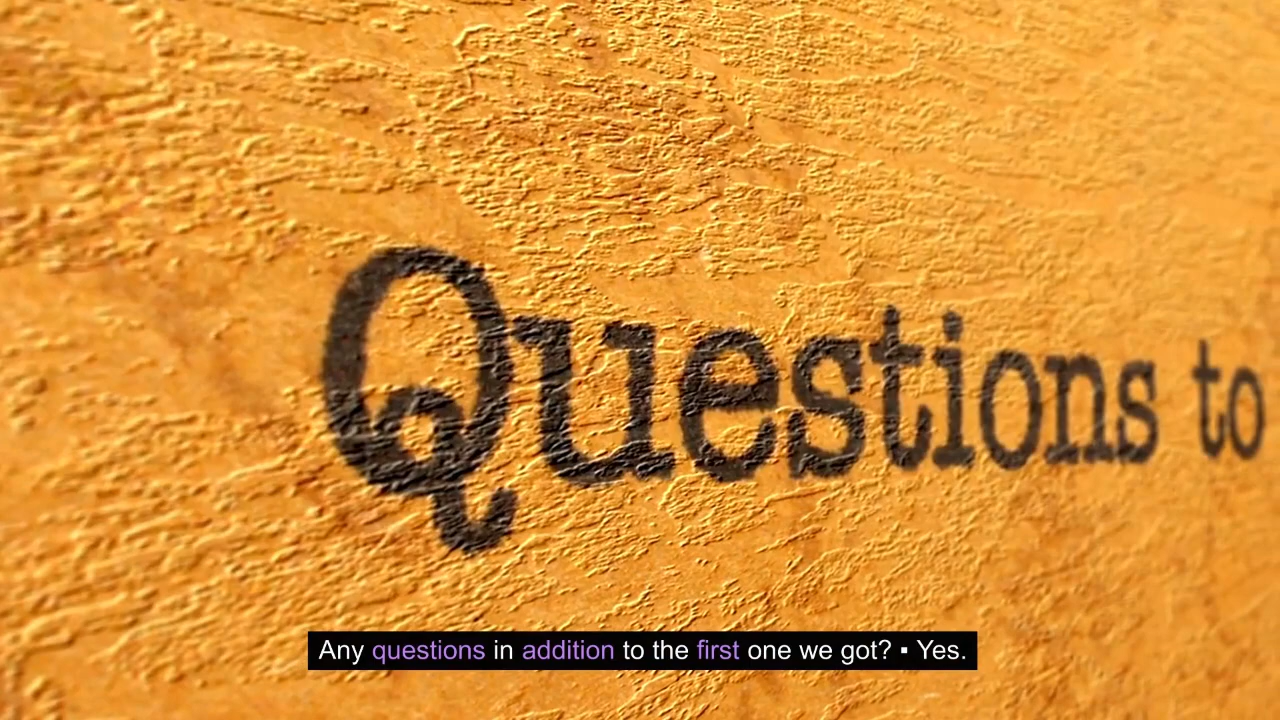 Questions to
Any questions in addition to the first one we got? ▪ Yes.